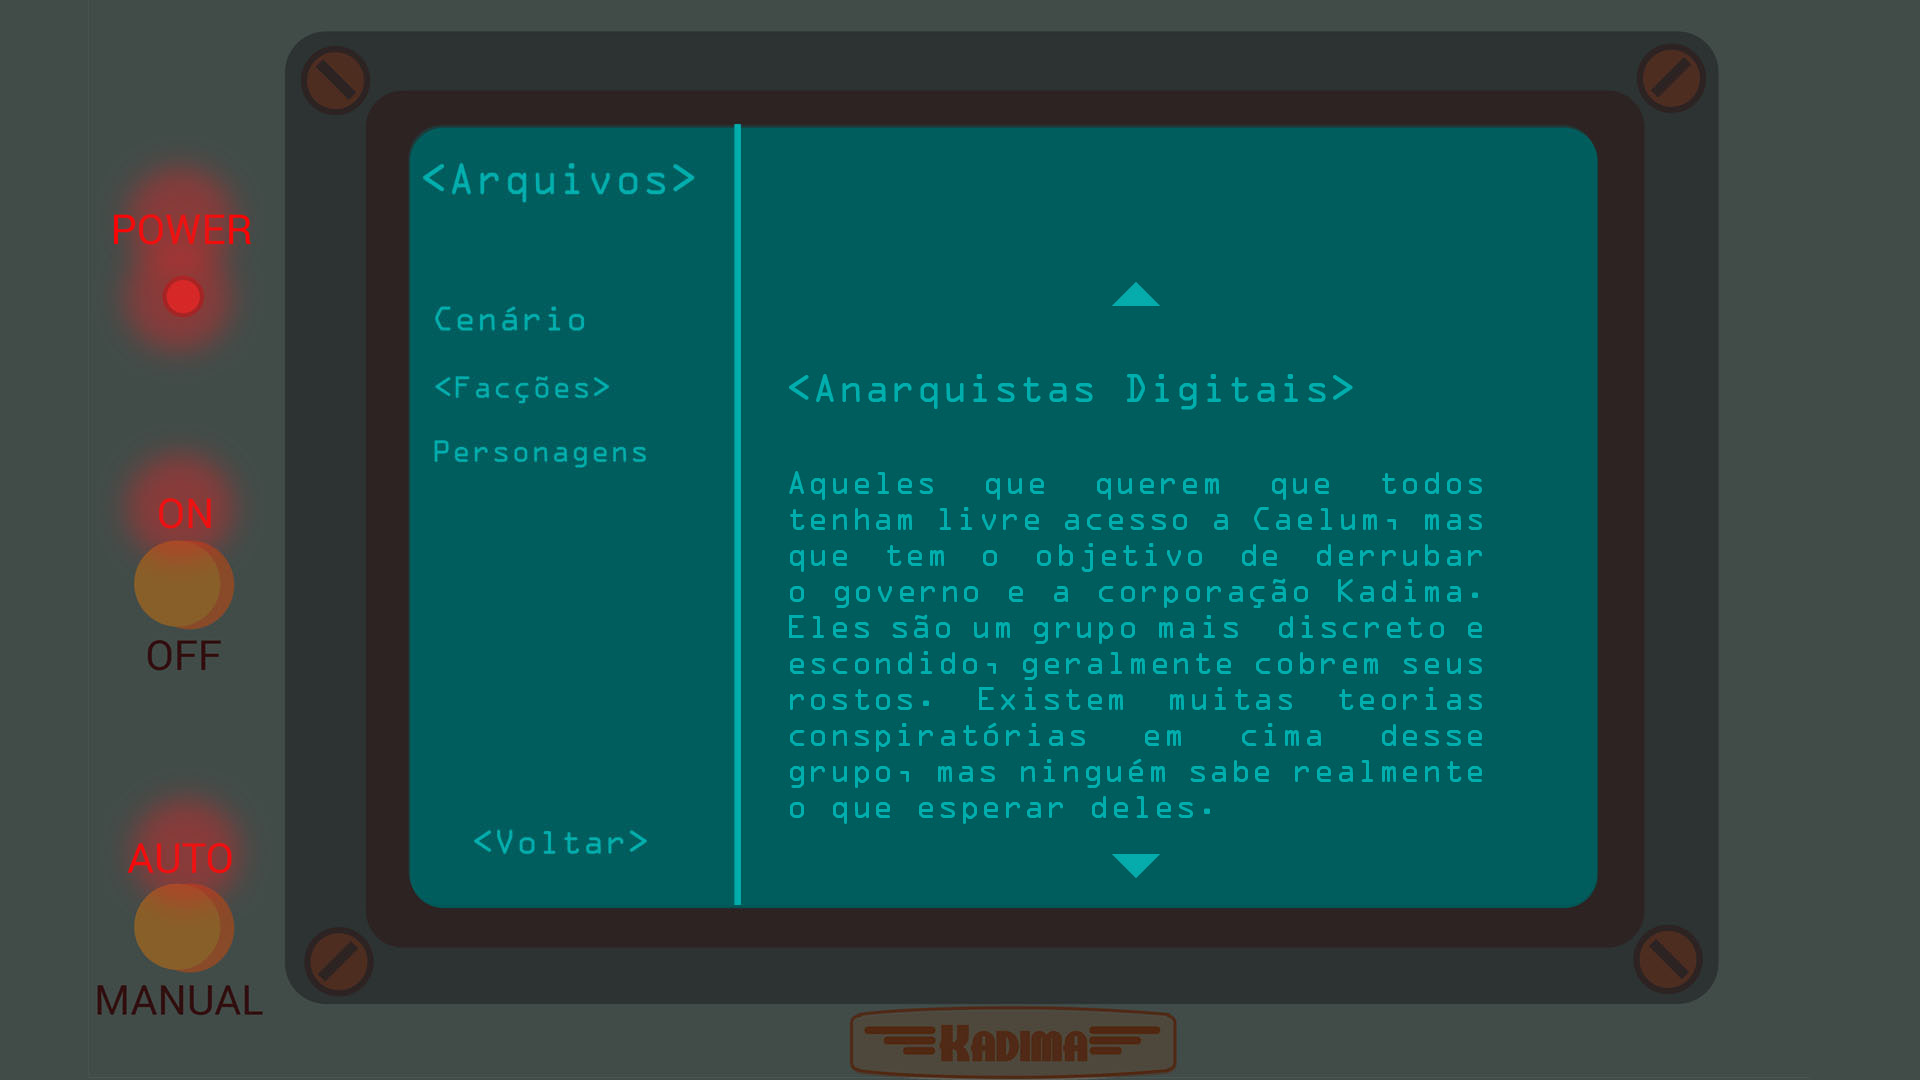 POWER
ON
OFF
AUTO
MANUAL
<Arquivos>
Cenário
<Facções>
Personagens
<Voltar>
<Anarquistas Digitais>
Aqueles que querem que todos
tenham livre acesso a Caelum, mas
que tem o objetivo de derrubar
o governo e a corporação Kadima.
Eles são um grupo mais discreto e
escondido, geralmente cobrem seus
rostos. Existem muitas teorias
conspiratórias em cima desse
grupo, mas ninguém sabe realmente
o que esperar deles.
KADIMA